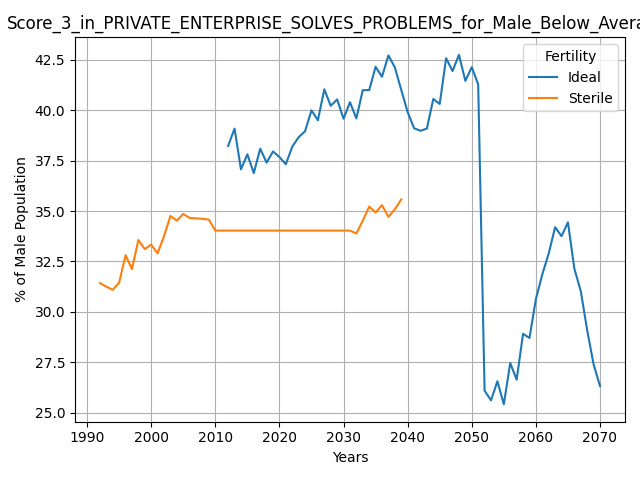 Score_3_in_PRIVATE_ENTERPRISE_SOLVES_PROBLEMS_for_Male_Below_Avera
Fertility
Ideal
Sterile
% of Male Population
42.5
40.0
37.5
35.0
32.5
30.0
27.5
25.0
1990 2000 2010 2020 2030 2040 2050 2060 2070
Years